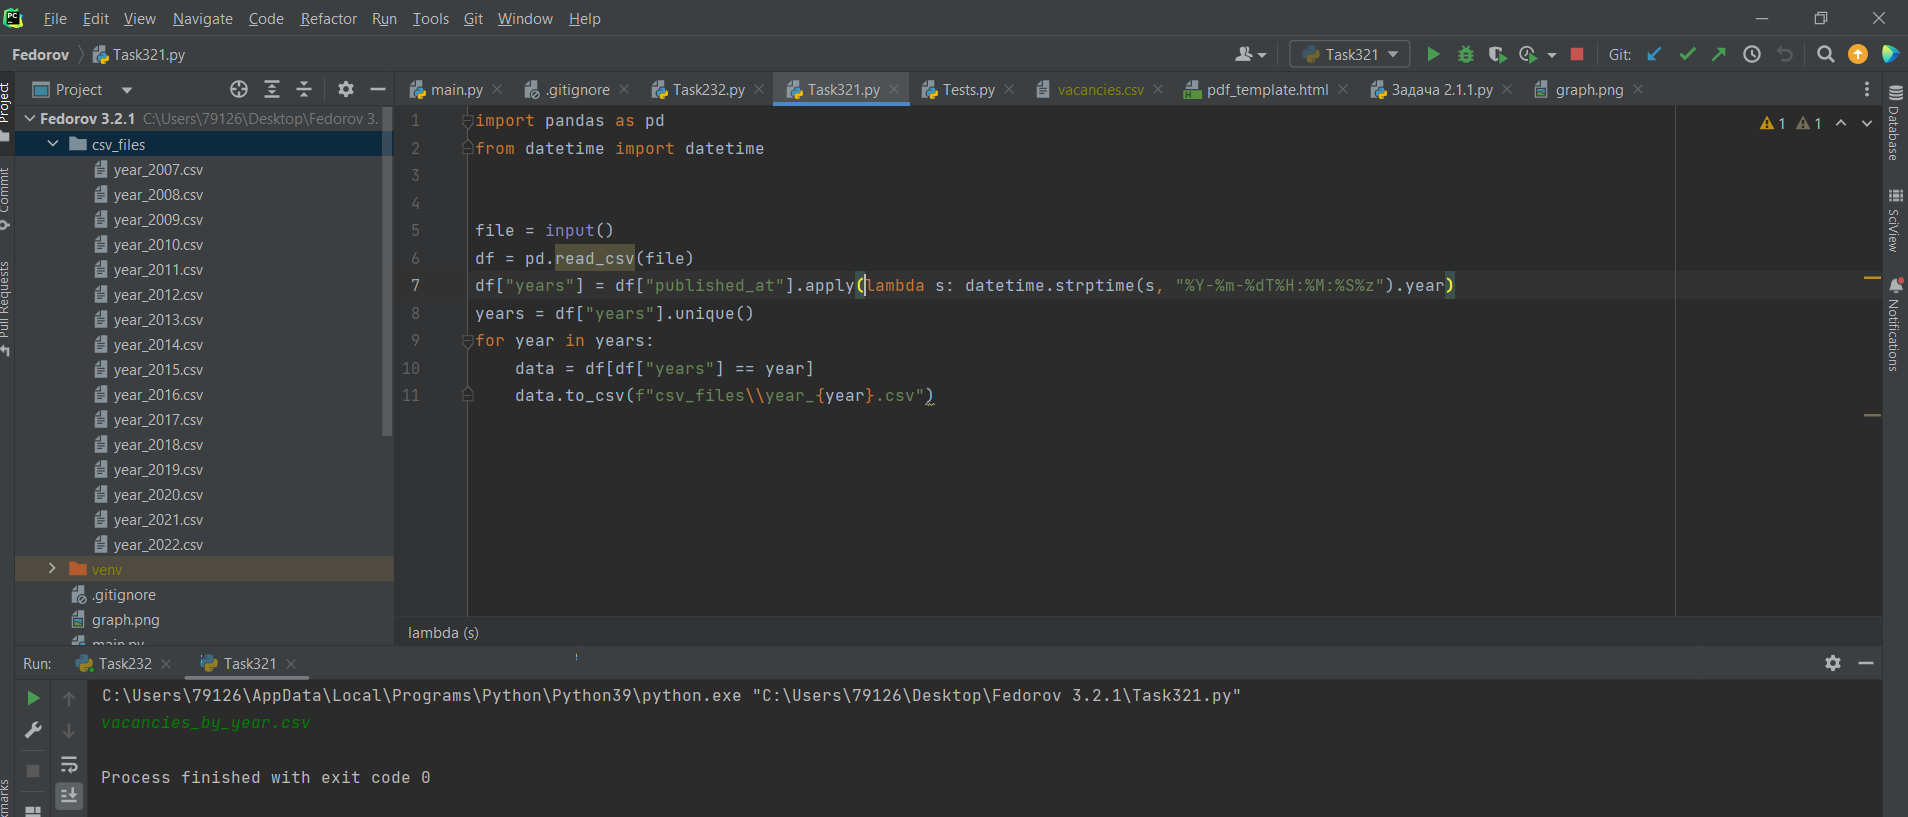 File Edit View Navigate Code Refactor Run Tools Git Window Help
Fedorov Task321.py
Task321
Git:
Project
main.py .gitignore Task232.py Task321.py Tests.py vacancies.csv pdf_template.html Задача 2.1.1.py graph.png
Project
Commit
Pull Requests
Fedorov 3.2.1 C:\Users\79126\Desktop\Fedorov 3.
csv_files
year_2007.csv
year_2008.csv
year_2009.csv
year_2010.csv
year_2011.csv
year_2012.csv
year_2013.csv
year_2014.csv
year_2015.csv
year_2016.csv
year_2017.csv
year_2018.csv
year_2019.csv
year_2020.csv
year_2021.csv
year_2022.csv
venv
.gitignore
graph.png
main.py
1 import pandas as pd
2 from datetime import datetime
3
4
5 file = input()
6 df = pd.read_csv(file)
7 df["years"] = df["published_at"].apply(lambda s: datetime.strptime(s, "%Y-%m-%dT%H:%M:%S%z").year)
8 years = df["years"].unique()
9 for year in years:
10 data = df[df["years"] == year]
11 data.to_csv(f"csv_files\\year_{year}.csv")
1 1
lambda (s)
Database
SciView
Notifications
Run: Task232 Task321
C:\Users\79126\AppData\Local\Programs\Python\Python39\python.exe "C:\Users\79126\Desktop\Fedorov 3.2.1\Task321.py"
vacancies_by_year.csv
Process finished with exit code 0